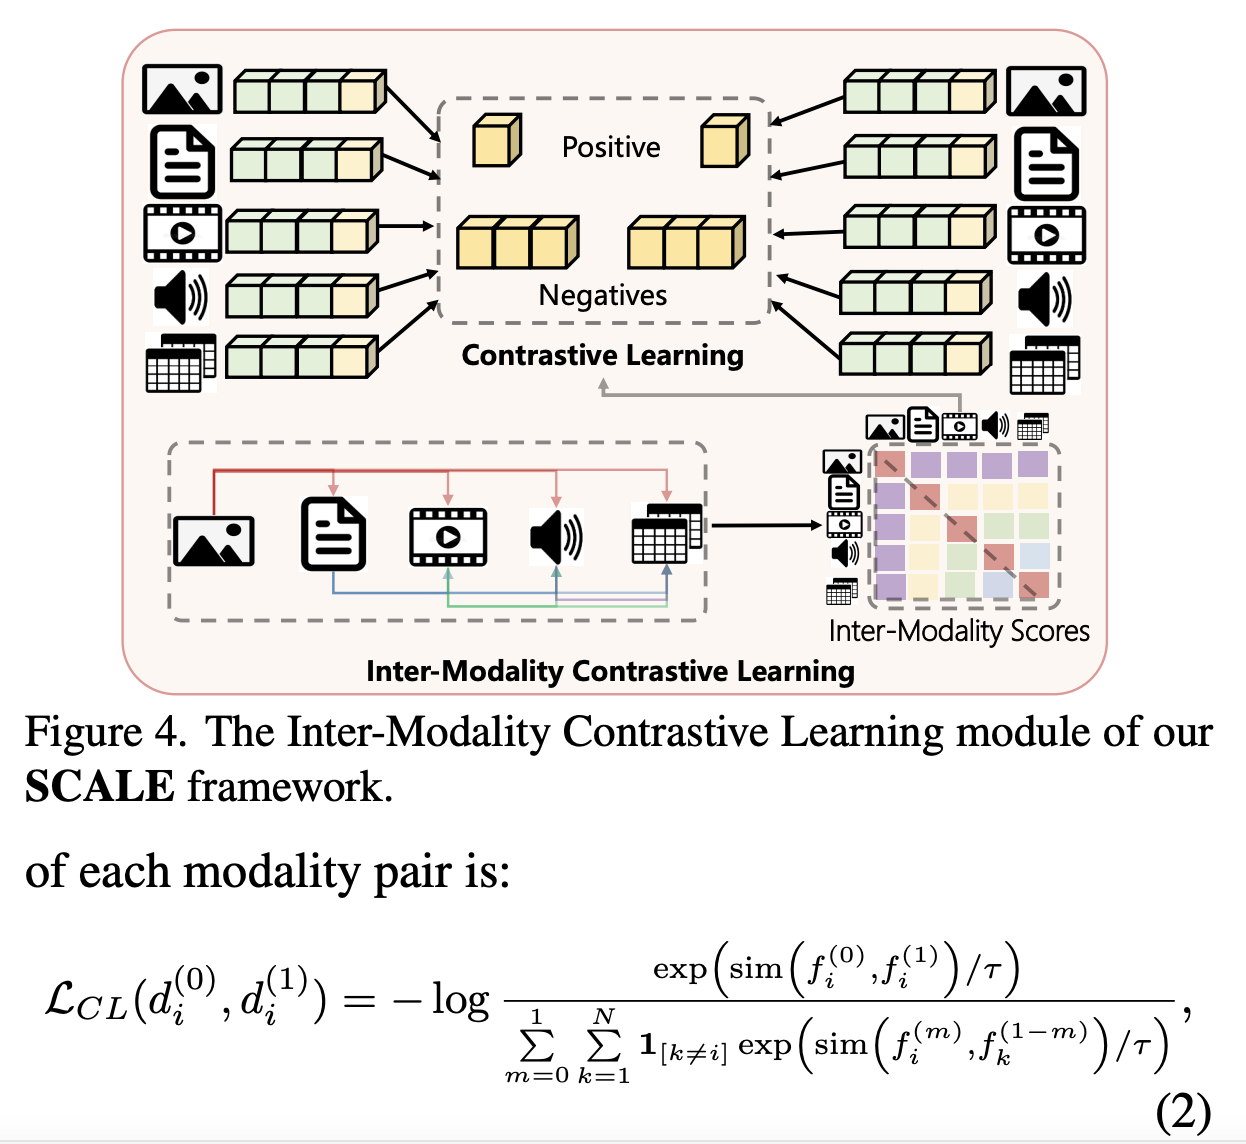 Positive
Negatives
Contrastive Learning
Inter-Modality Scores
Inter-Modality Contrastive Learning
Figure 4. The Inter-Modality Contrastive Learning module of our
SCALE framework.
of each modality pair is:
$\mathcal{L}_{CL}(d_i^{(0)}, d_i^{(1)}) = -\log \frac{\exp\left(\text{sim}\left(f_i^{(0)}, f_i^{(1)}\right)/\tau\right)}{\sum_{m=0}^{1} \sum_{k=1}^{N} \mathbf{1}_{[k \neq i]} \exp\left(\text{sim}\left(f_i^{(m)}, f_k^{(1-m)}\right)/\tau\right)},$
(2)